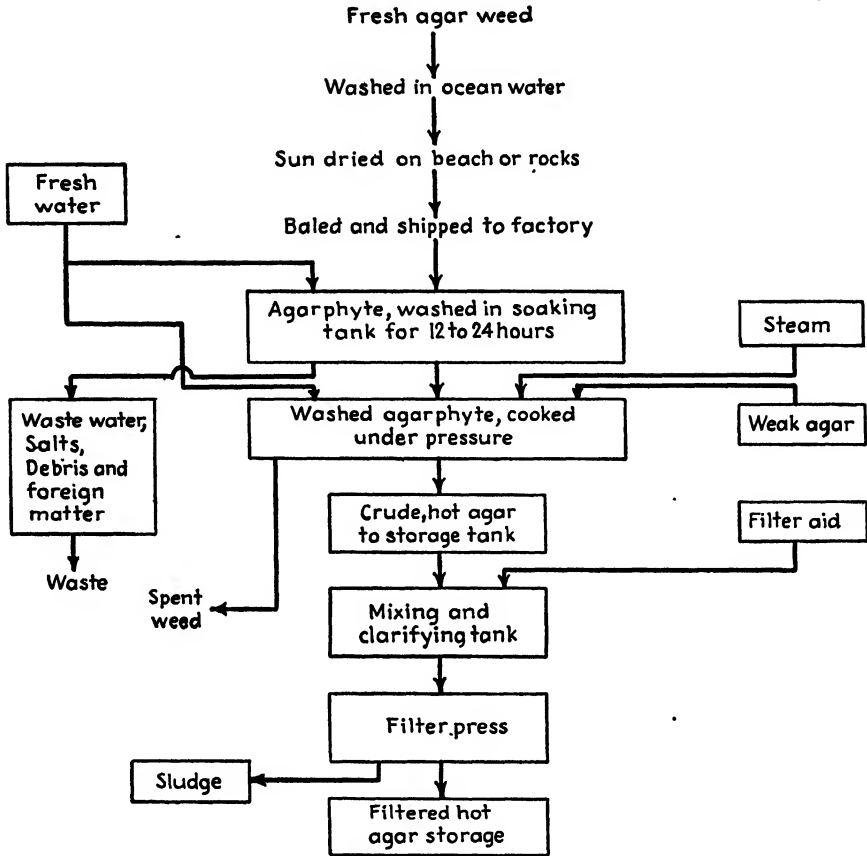 Fresh agar weed
Washed in ocean water
Sun dried on beach or rocks
Fresh
water
Baled and shipped to factory
Agarphyte, washed in soaking
tank for 12 to 24 hours
Steam
Waste water,
Salts,
Debris and
foreign
matter
Washed agarphyte, cooked
under pressure
Weak agar
Crude, hot agar
to storage tank
Filter aid
Waste
Spent
weed
Mixing and
clarifying tank
Filter press
Sludge
Filtered hot
agar storage